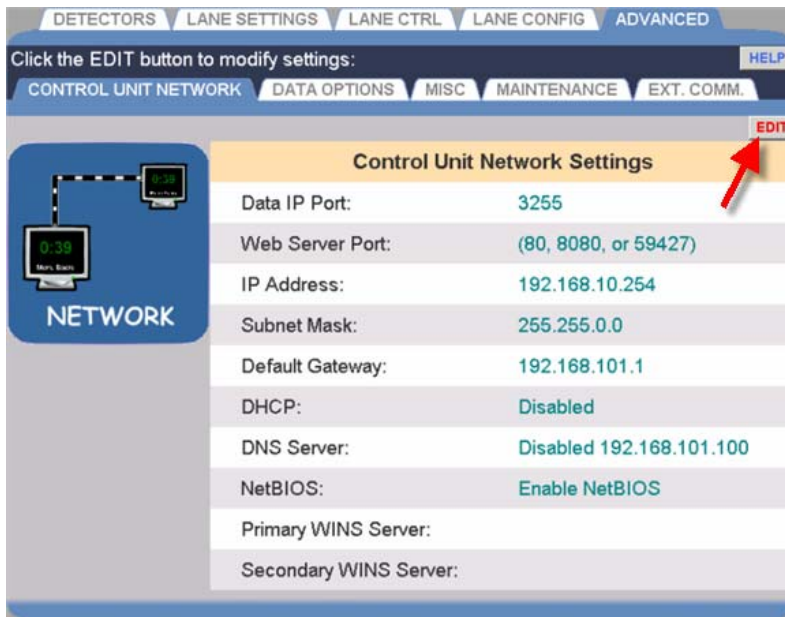 DETECTORS LANE SETTINGS LANE CTRL LANE CONFIG ADVANCED
Click the EDIT button to modify settings: HELP
CONTROL UNIT NETWORK DATA OPTIONS MISC MAINTENANCE EXT. COMM.
EDIT
Control Unit Network Settings
Data IP Port: 3255
Web Server Port: (80, 8080, or 59427)
IP Address: 192.168.10.254
Subnet Mask: 255.255.0.0
Default Gateway: 192.168.101.1
DHCP: Disabled
DNS Server: Disabled 192.168.101.100
NetBIOS: Enable NetBIOS
Primary WINS Server:
Secondary WINS Server:
0:39
0:39
NETWORK